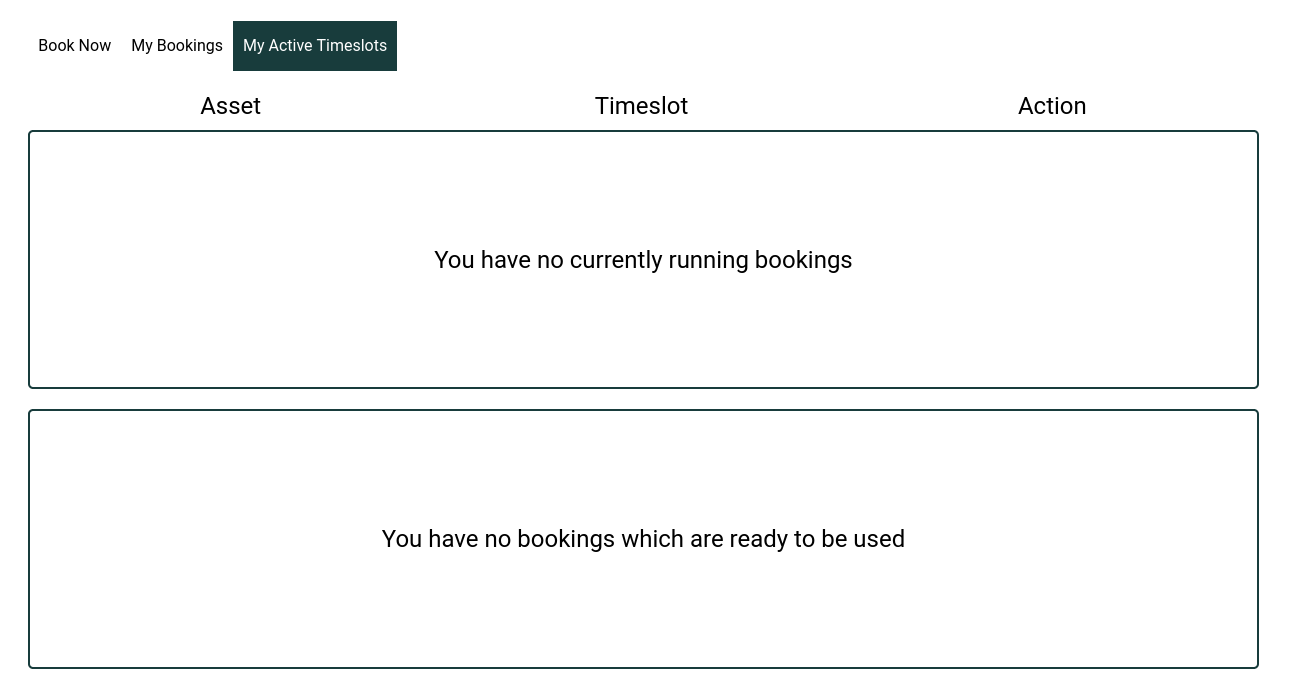 Book Now My Bookings My Active Timeslots
Asset Timeslot Action
You have no currently running bookings
You have no bookings which are ready to be used